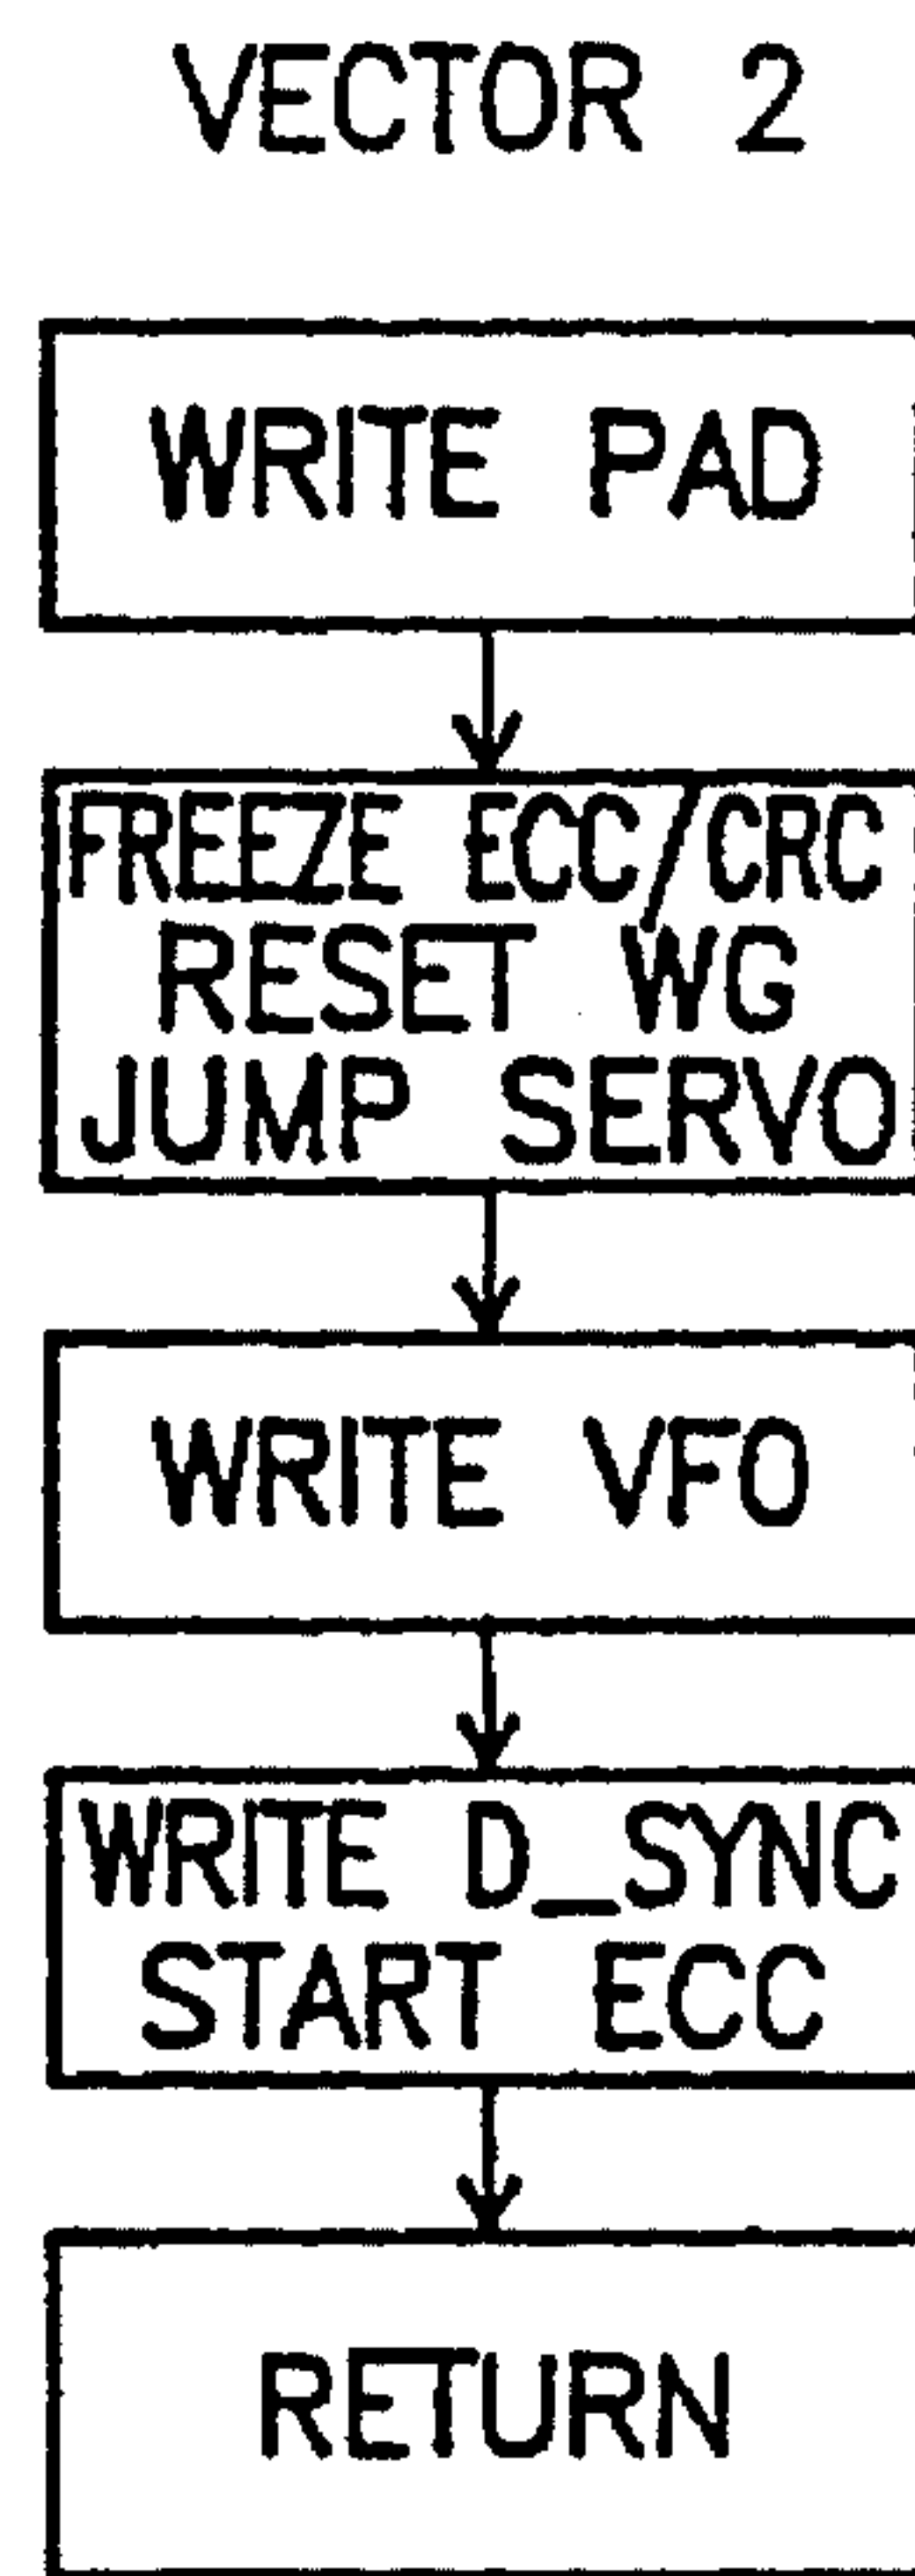 VECTOR 2
WRITE PAD
FREEZE ECC/CRC
RESET WG
JUMP SERVO
WRITE VFO
WRITE D_SYNC
START ECC
RETURN